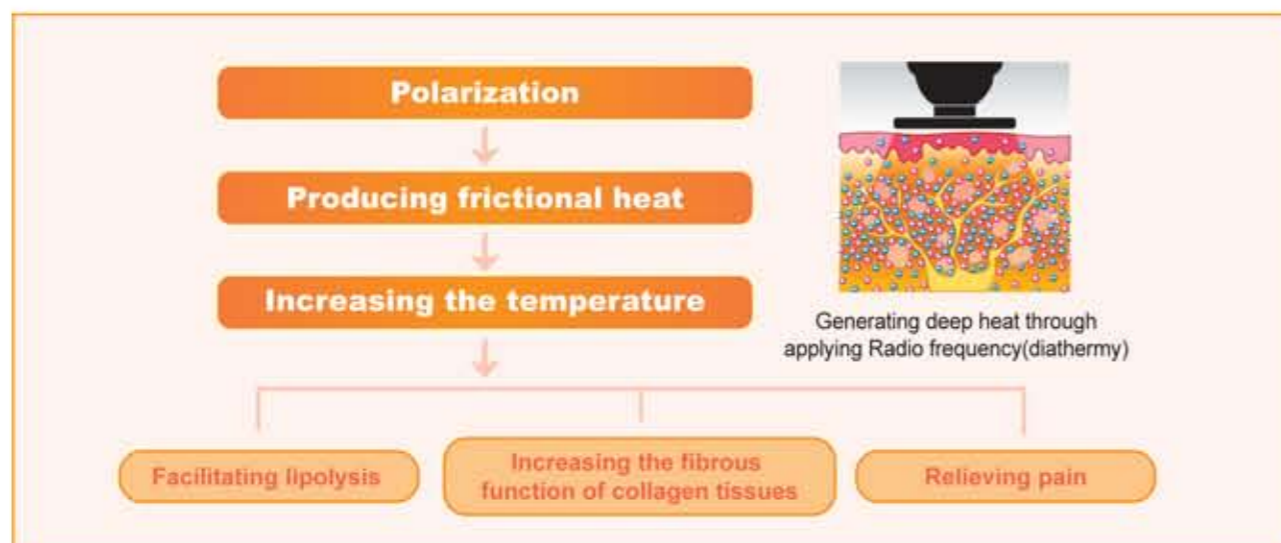 Polarization
Producing frictional heat
Increasing the temperature
Generating deep heat through
applying Radio frequency(diathermy)
Facilitating lipolysis
Increasing the fibrous
function of collagen tissues
Relieving pain